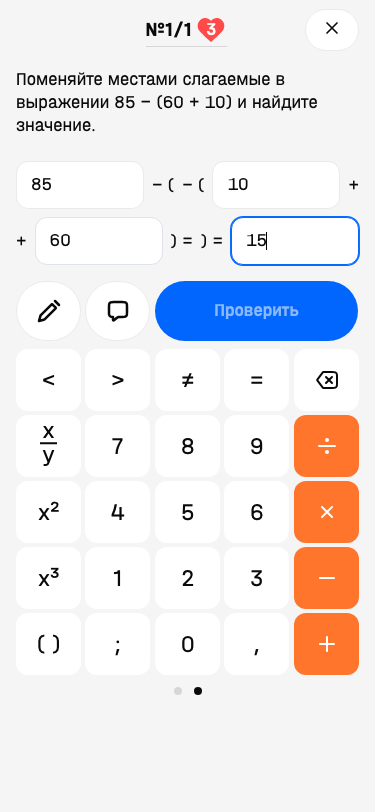 №1/1 3 ×
Поменяйте местами слагаемые в
выражении 85 − (60 + 10) и найдите
значение.
85 − ( − ( 10 +
+ 60 ) = ) = 15
Проверить
< > ≠ =
x/y 7 8 9 ÷
x² 4 5 6 ×
x³ 1 2 3 −
( ) ; 0 , +